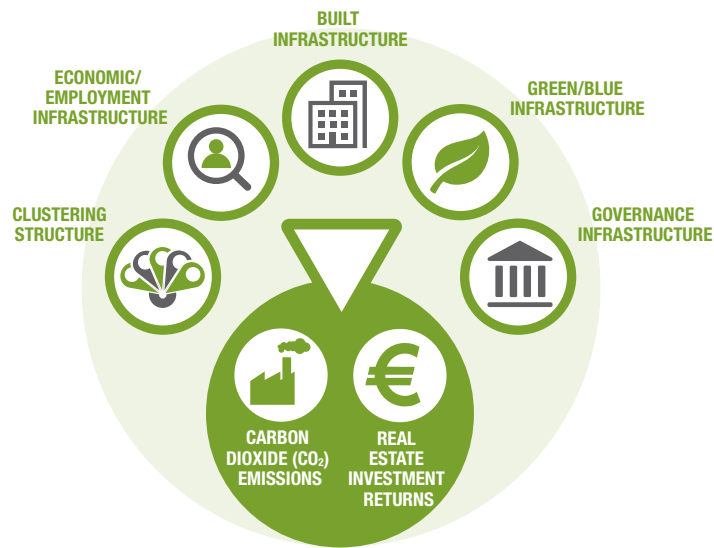 BUILT
INFRASTRUCTURE
ECONOMIC/
EMPLOYMENT
INFRASTRUCTURE
GREEN/BLUE
INFRASTRUCTURE
CLUSTERING
STRUCTURE
GOVERNANCE
INFRASTRUCTURE
€
CARBON
DIOXIDE (CO₂)
EMISSIONS
REAL
ESTATE
INVESTMENT
RETURNS